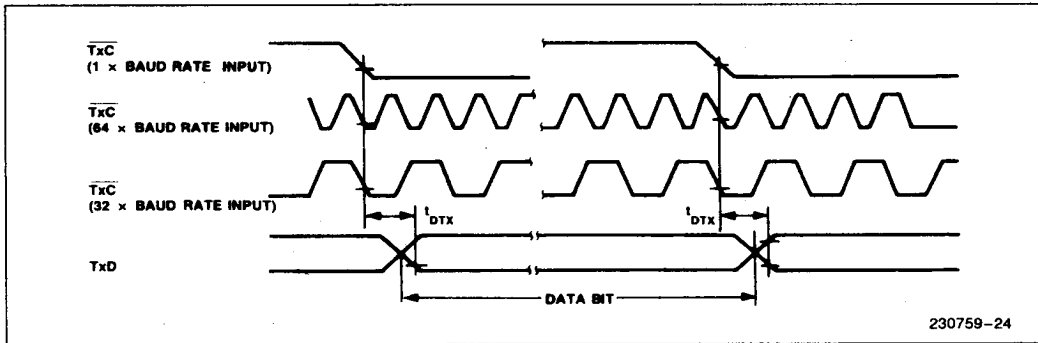 TxC
(1 × BAUD RATE INPUT)
TxC
(64 × BAUD RATE INPUT)
TxC
(32 × BAUD RATE INPUT)
tDTX
tDTX
TxD
DATA BIT
230759-24